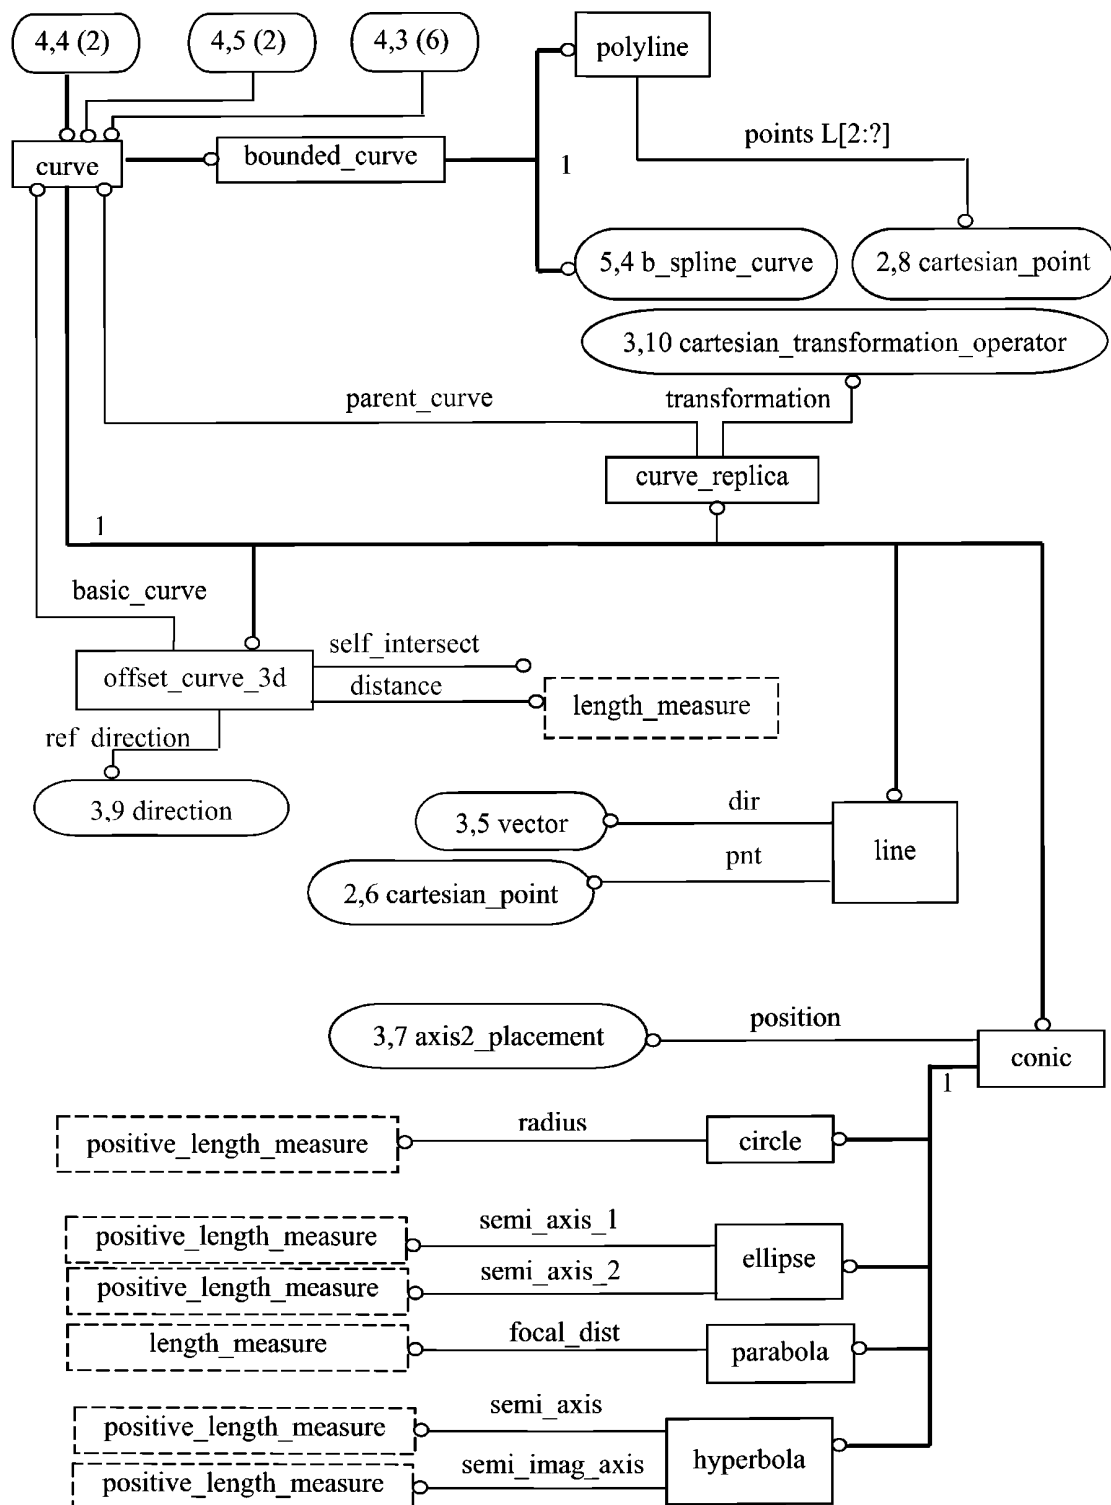 4,4 (2)
4,5 (2)
4,3 (6)
polyline
points L[2:?]
curve
bounded_curve
1
5,4 b_spline_curve
2,8 cartesian_point
3,10 cartesian_transformation_operator
parent_curve
transformation
curve_replica
1
basic_curve
self_intersect
offset_curve_3d
distance
length_measure
ref_direction
3,9 direction
dir
3,5 vector
line
pnt
2,6 cartesian_point
position
3,7 axis2_placement
conic
1
radius
positive_length_measure
circle
semi_axis_1
positive_length_measure
ellipse
semi_axis_2
positive_length_measure
focal_dist
length_measure
parabola
semi_axis
positive_length_measure
hyperbola
semi_imag_axis
positive_length_measure